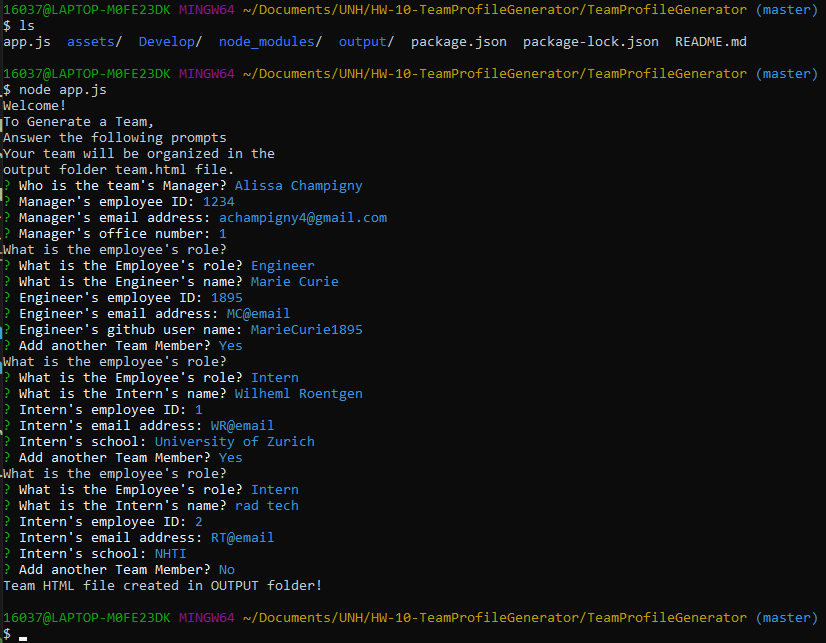 16037@LAPTOP-M0FE23DK MINGW64 ~/Documents/UNH/HW-10-TeamProfileGenerator/TeamProfileGenerator (master)
$ ls
app.js  assets/  Develop/  node_modules/  output/  package.json  package-lock.json  README.md
16037@LAPTOP-M0FE23DK MINGW64 ~/Documents/UNH/HW-10-TeamProfileGenerator/TeamProfileGenerator (master)
$ node app.js
Welcome!
To Generate a Team,
Answer the following prompts
Your team will be organized in the
output folder team.html file.
? Who is the team's Manager? Alissa Champigny
? Manager's employee ID: 1234
? Manager's email address: achampigny4@gmail.com
? Manager's office number: 1
What is the employee's role?
? What is the Employee's role? Engineer
? What is the Engineer's name? Marie Curie
? Engineer's employee ID: 1895
? Engineer's email address: MC@email
? Engineer's github user name: MarieCurie1895
? Add another Team Member? Yes
What is the employee's role?
? What is the Employee's role? Intern
? What is the Intern's name? Wilheml Roentgen
? Intern's employee ID: 1
? Intern's email address: WR@email
? Intern's school: University of Zurich
? Add another Team Member? Yes
What is the employee's role?
? What is the Employee's role? Intern
? What is the Intern's name? rad tech
? Intern's employee ID: 2
? Intern's email address: RT@email
? Intern's school: NHTI
? Add another Team Member? No
Team HTML file created in OUTPUT folder!
16037@LAPTOP-M0FE23DK MINGW64 ~/Documents/UNH/HW-10-TeamProfileGenerator/TeamProfileGenerator (master)
$